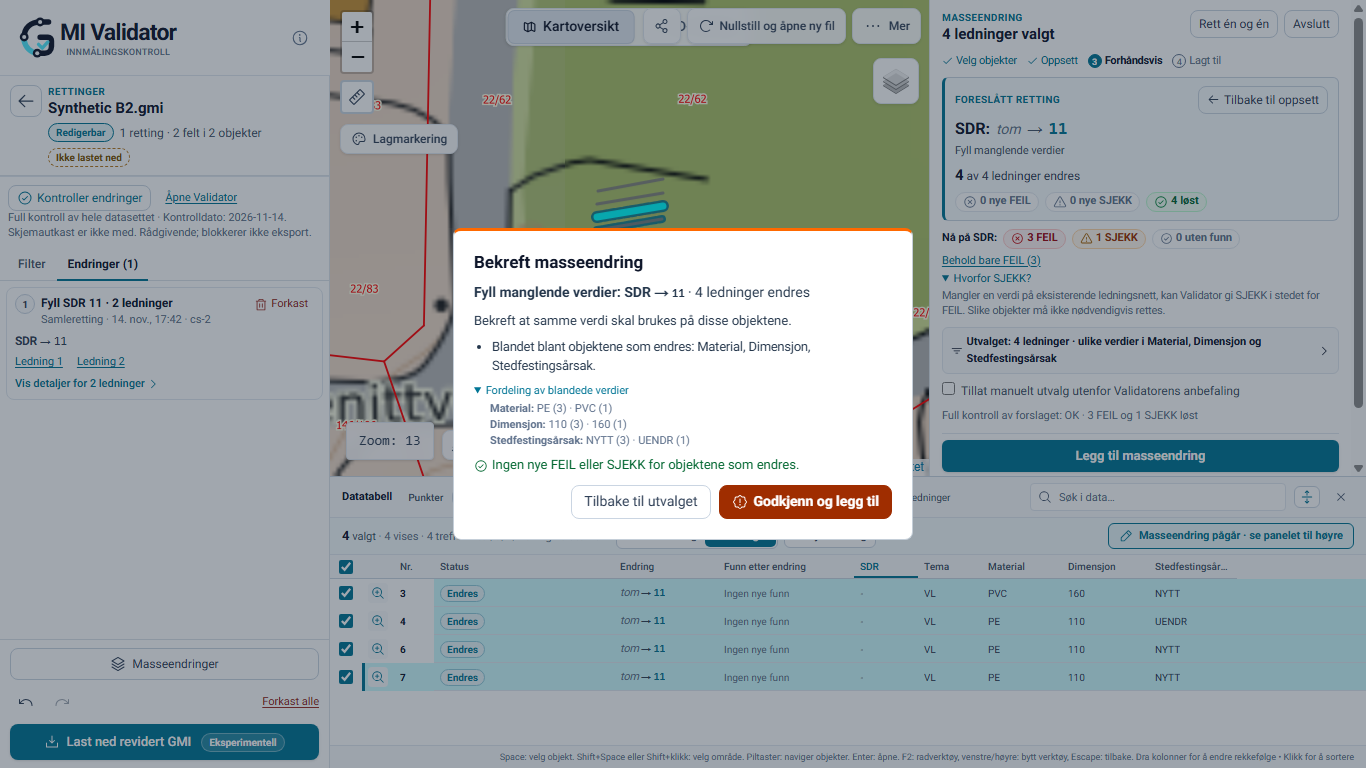 MI Validator
INNMÅLINGSKONTROLL
RETTINGER
Synthetic B2.gmi
Redigerbar
1 retting · 2 felt i 2 objekter
Ikke lastet ned
Kontroller endringer
Åpne Validator
Full kontroll av hele datasettet · Kontrolldato: 2026-11-14.
Skjemautkast er ikke med. Rådgivende; blokkerer ikke eksport.
Filter
Endringer (1)
1
Fyll SDR 11 · 2 ledninger
Forkast
Samleretting · 14. nov., 17:42 · cs-2
SDR → 11
Ledning 1
Ledning 2
Vis detaljer for 2 ledninger
Masseendringer
Forkast alle
Last ned revidert GMI
Eksperimentell
+
−
Kartoversikt
Nullstill og åpne ny fil
··· Mer
Lagmarkering
22/62
22/62
22/83
Zoom: 13
MASSEENDRING
4 ledninger valgt
Rett én og én
Avslutt
Velg objekter
Oppsett
3 Forhåndsvis
4 Lagt til
FORESLÅTT RETTING
← Tilbake til oppsett
SDR: tom → 11
Fyll manglende verdier
4 av 4 ledninger endres
0 nye FEIL
0 nye SJEKK
4 løst
Nå på SDR:
3 FEIL
1 SJEKK
0 uten funn
Behold bare FEIL (3)
▾ Hvorfor SJEKK?
Mangler en verdi på eksisterende ledningsnett, kan Validator gi SJEKK i stedet for
FEIL. Slike objekter må ikke nødvendigvis rettes.
Utvalget: 4 ledninger · ulike verdier i Material, Dimensjon og
Stedfestingsårsak
Tillat manuelt utvalg utenfor Validatorens anbefaling
Full kontroll av forslaget: OK · 3 FEIL og 1 SJEKK løst
Legg til masseendring
Bekreft masseendring
Fyll manglende verdier: SDR → 11 · 4 ledninger endres
Bekreft at samme verdi skal brukes på disse objektene.
• Blandet blant objektene som endres: Material, Dimensjon,
Stedfestingsårsak.
▾ Fordeling av blandede verdier
Material: PE (3) · PVC (1)
Dimensjon: 110 (3) · 160 (1)
Stedfestingsårsak: NYTT (3) · UENDR (1)
Ingen nye FEIL eller SJEKK for objektene som endres.
Tilbake til utvalget
Godkjenn og legg til
Datatabell
Punkter
Søk i data...
4 valgt · 4 vises · 4 tref
Masseendring pågår · se panelet til høyre
Nr. Status Endring Funn etter endring SDR Tema Material Dimensjon Stedfestingsår...
3 Endres tom → 11 Ingen nye funn - VL PVC 160 NYTT
4 Endres tom → 11 Ingen nye funn - VL PE 110 UENDR
6 Endres tom → 11 Ingen nye funn - VL PE 110 NYTT
7 Endres tom → 11 Ingen nye funn - VL PE 110 NYTT
Space: velg objekt. Shift+Space eller Shift+klikk: velg område. Piltaster: naviger objekter. Enter: åpne. F2: radverktøy, venstre/høyre: bytt verktøy, Escape: tilbake. Dra kolonner for å endre rekkefølge • Klikk for å sortere